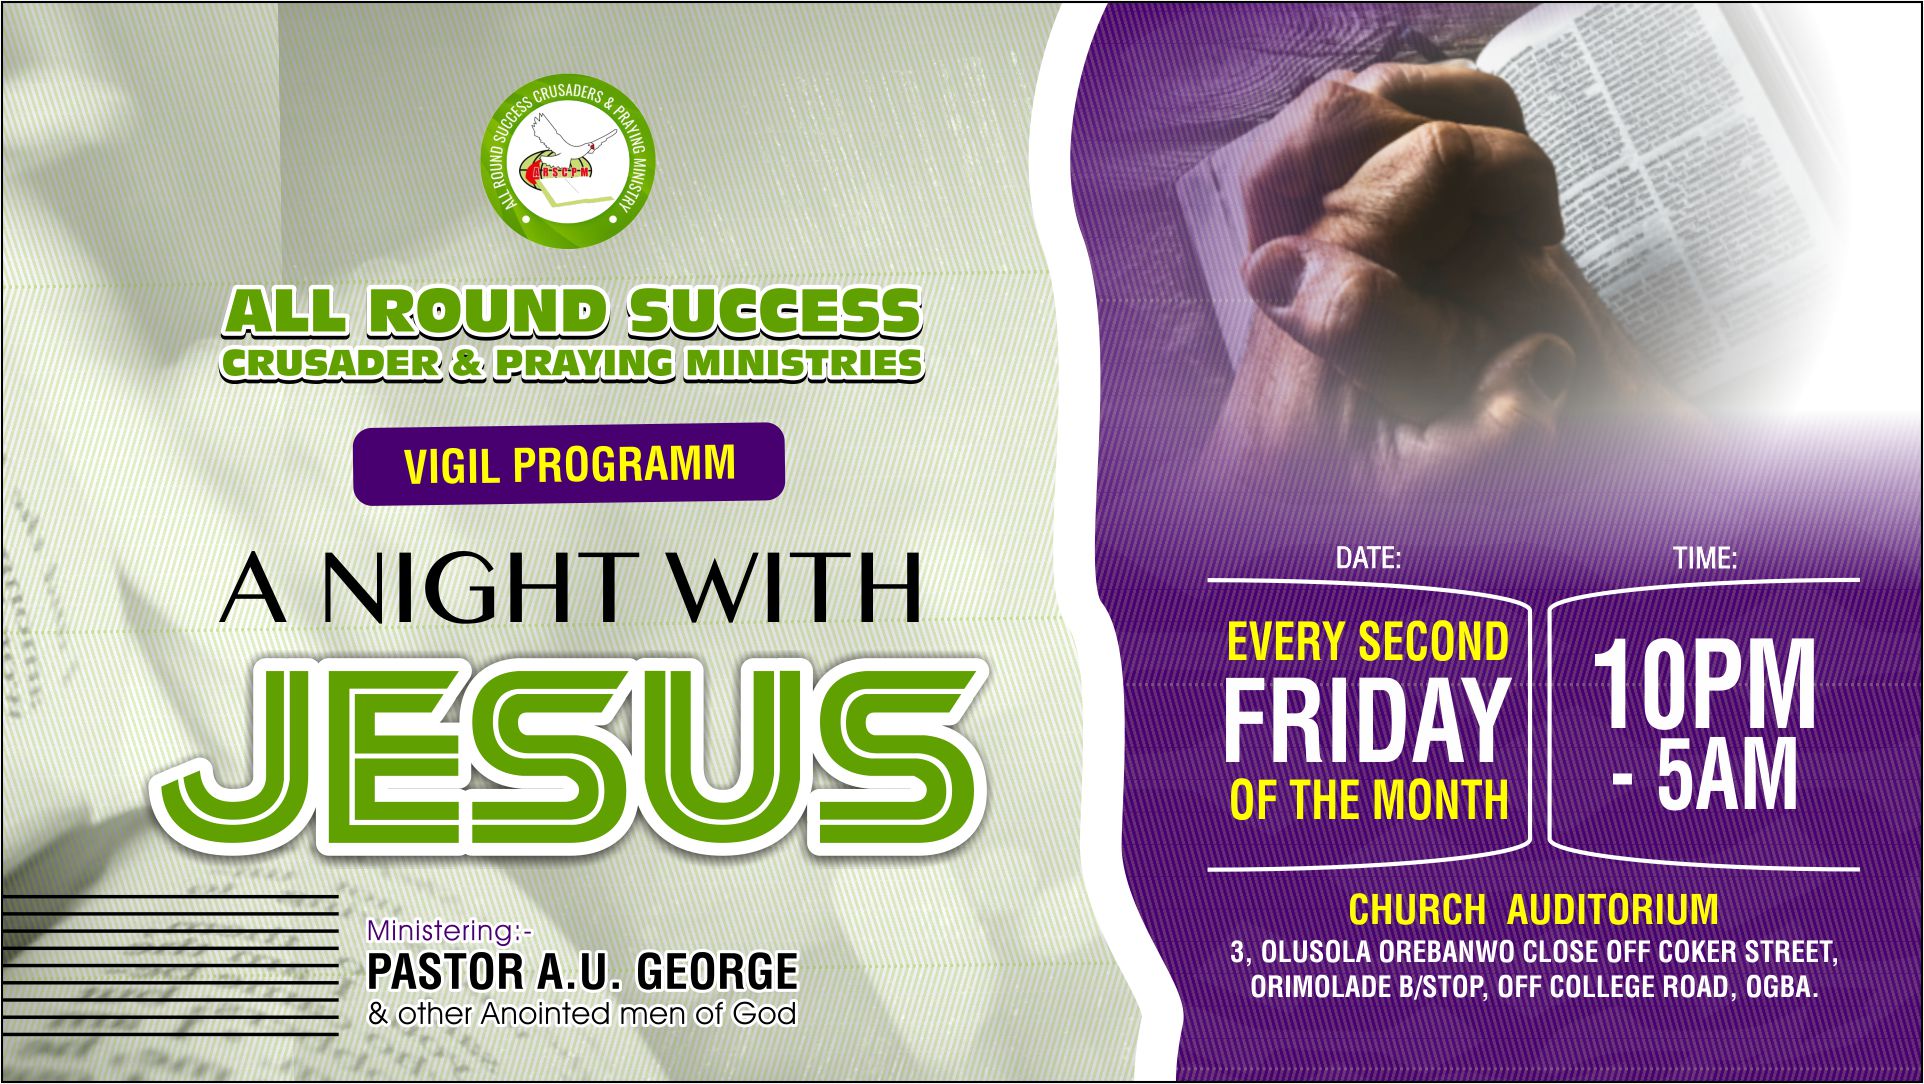 ALL ROUND SUCCESS CRUSADERS & PRAYING MINISTRY
A-R-S-C-P-M
ALL ROUND SUCCESS
CRUSADER & PRAYING MINISTRIES
VIGIL PROGRAMM
A NIGHT WITH
JESUS
Ministering:-
PASTOR A.U. GEORGE
& other Anointed men of God
DATE:
EVERY SECOND
FRIDAY
OF THE MONTH
TIME:
10PM
- 5AM
CHURCH AUDITORIUM
3, OLUSOLA OREBANWO CLOSE OFF COKER STREET,
ORIMOLADE B/STOP, OFF COLLEGE ROAD, OGBA.